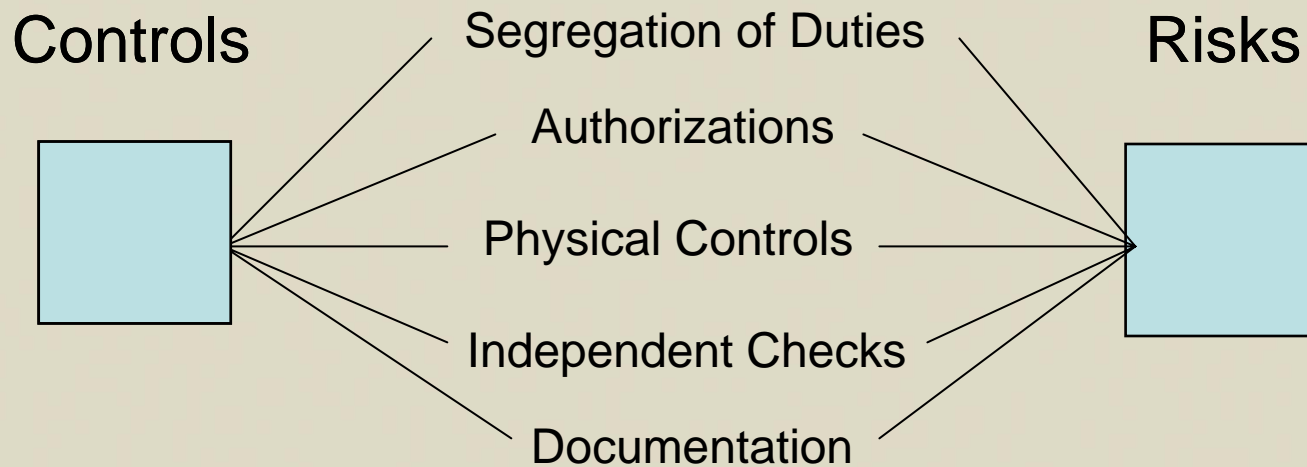 Controls
Segregation of Duties
Risks
Authorizations
Physical Controls
Independent Checks
Documentation